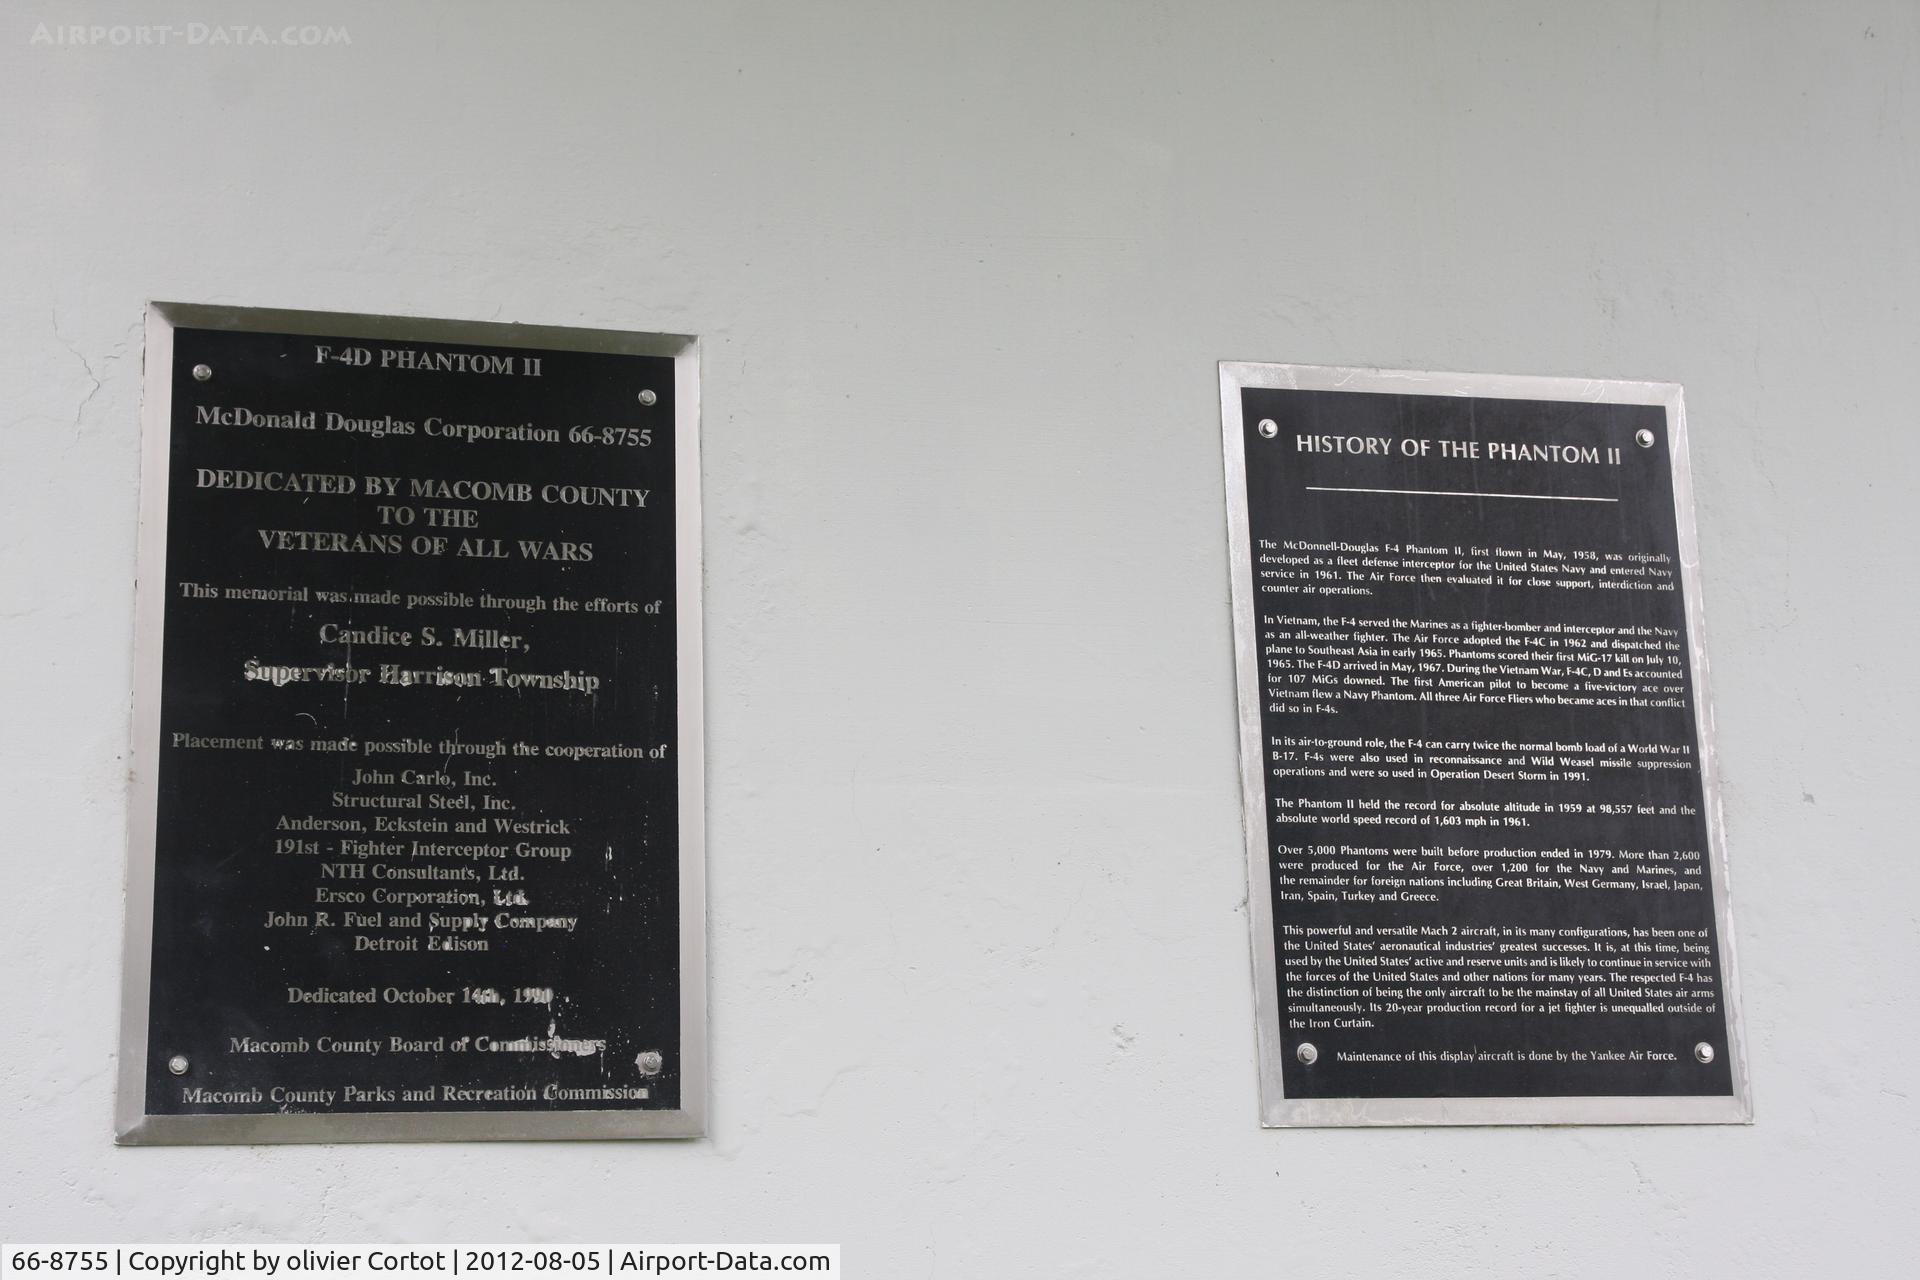 AIRPORT-DATA.COM
F-4D PHANTOM II
McDonald Douglas Corporation 66-8755
DEDICATED BY MACOMB COUNTY
TO THE
VETERANS OF ALL WARS
This memorial was made possible through the efforts of
Candice S. Miller,
Supervisor Harrison Township
Placement was made possible through the cooperation of
John Carlo, Inc.
Structural Steel, Inc.
Anderson, Eckstein and Westrick
191st - Fighter Interceptor Group
NTH Consultants, Ltd.
Ersco Corporation, Ltd.
John R. Fuel and Supply Company
Detroit Edison
Dedicated October 14th,
Macomb County Board of Commissioners
Macomb County Parks and Recreation Commission
HISTORY OF THE PHANTOM II
The McDonnell-Douglas F-4 Phantom II, first flown in May, 1958, was originally
developed as a fleet defense interceptor for the United States Navy and entered Navy
service in 1961. The Air Force then evaluated it for close support, interdiction and
counter air operations.
In Vietnam, the F-4 served the Marines as a fighter-bomber and interceptor and the Navy
as an all-weather fighter. The Air Force adopted the F-4C in 1962 and dispatched the
plane to Southeast Asia in early 1965. Phantoms scored their first MiG-17 kill on July 10,
1965. The F-4D arrived in May, 1967. During the Vietnam War, F-4C, D and Es accounted
for 107 MiGs downed. The first American pilot to become a five-victory ace over
Vietnam flew a Navy Phantom. All three Air Force Fliers who became aces in that conflict
did so in F-4s.
In its air-to-ground role, the F-4 can carry twice the normal bomb load of a World War II
B-17. F-4s were also used in reconnaissance and Wild Weasel missile suppression
operations and were so used in Operation Desert Storm in 1991.
The Phantom II held the record for absolute altitude in 1959 at 98,557 feet and the
absolute world speed record of 1,603 mph in 1961.
Over 5,000 Phantoms were built before production ended in 1979. More than 2,600
were produced for the Air Force, over 1,200 for the Navy and Marines, and
the remainder for foreign nations including Great Britain, West Germany, Israel, Japan,
Iran, Spain, Turkey and Greece.
This powerful and versatile Mach 2 aircraft, in its many configurations, has been one of
the United States' aeronautical industries' greatest successes. It is, at this time, being
used by the United States' active and reserve units and is likely to continue in service with
the forces of the United States and other nations for many years. The respected F-4 has
the distinction of being the only aircraft to be the mainstay of all United States air arms
simultaneously. Its 20-year production record for a jet fighter is unequalled outside of
the Iron Curtain.
Maintenance of this display aircraft is done by the Yankee Air Force.
66-8755 | Copyright by olivier Cortot | 2012-08-05 | Airport-Data.com